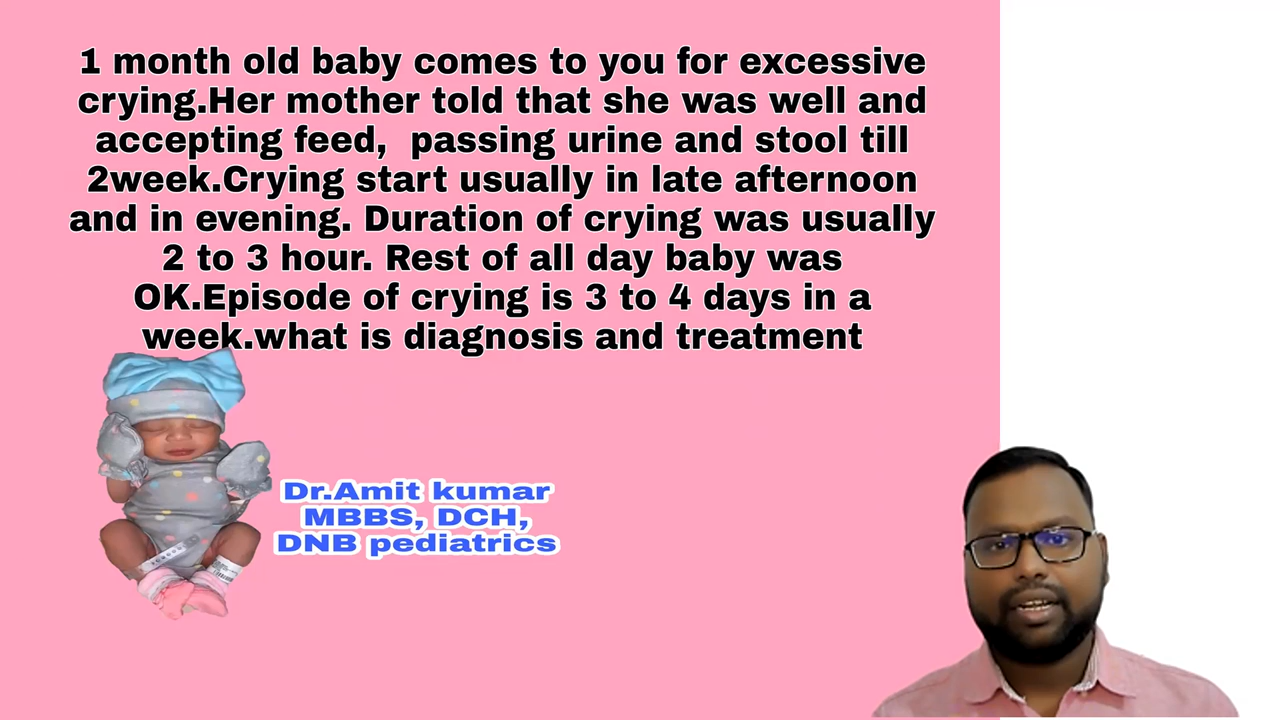 1 month old baby comes to you for excessive
crying.Her mother told that she was well and
accepting feed,  passing urine and stool till
2week.Crying start usually in late afternoon
and in evening. Duration of crying was usually
2 to 3 hour. Rest of all day baby was
OK.Episode of crying is 3 to 4 days in a
week.what is diagnosis and treatment
Dr.Amit kumar
MBBS, DCH,
DNB pediatrics